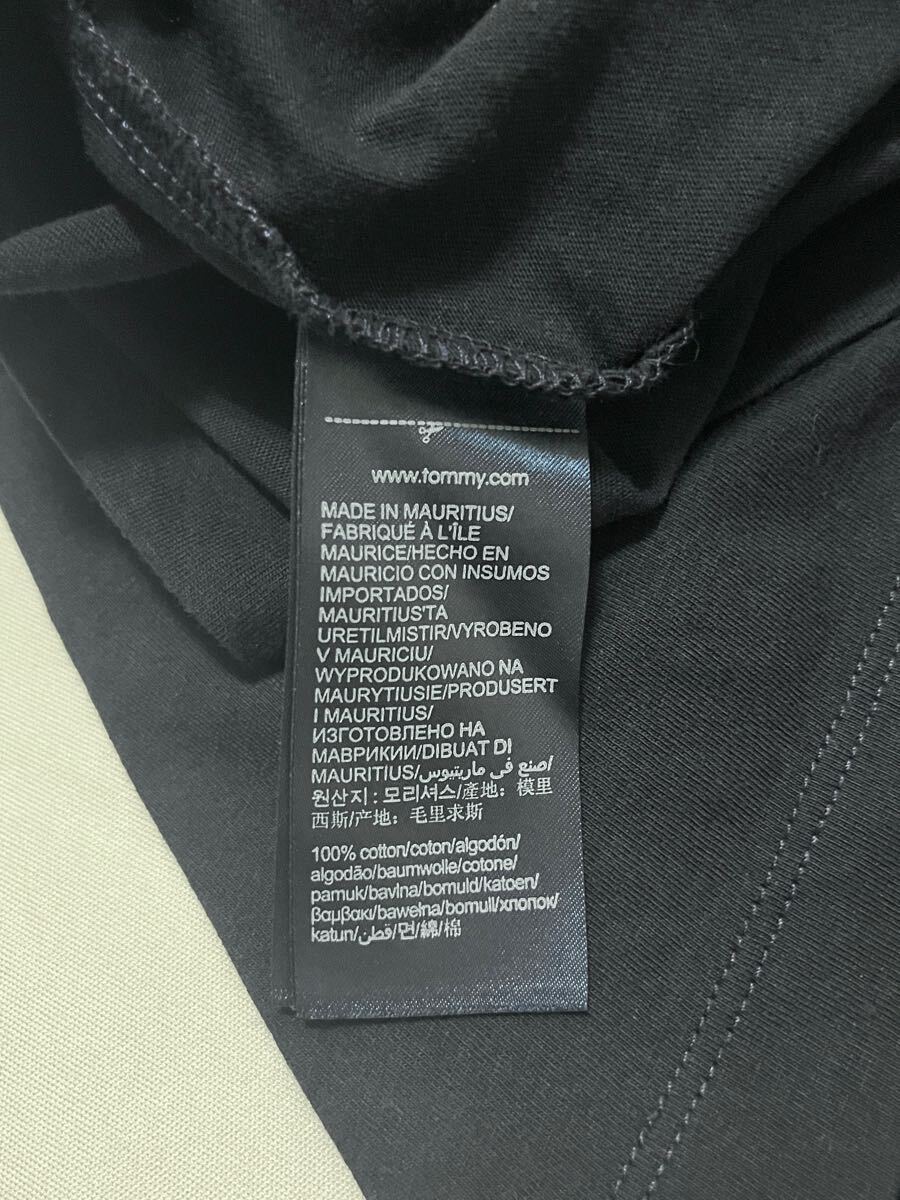 www.tommy.com
MADE IN MAURITIUS/
FABRIQUÉ À L'ÎLE
MAURICE/HECHO EN
MAURICIO CON INSUMOS
IMPORTADOS/
MAURITIUS'TA
URETILMISTIR/VYROBENO
V MAURICIU/
WYPRODUKOWANO NA
MAURYTIUSIE/PRODUSERT
I MAURITIUS/
ИЗГОТОВЛЕНО НА
МАВРИКИИ/DIBUAT DI
MAURITIUS/صنع في ماريتيوس/
원산지 : 모리셔스/產地：模里
西斯/产地：毛里求斯
100% cotton/coton/algodón/
algodão/baumwolle/cotone/
pamuk/bavlna/bomuld/katoen/
βαμβακι/bawełna/bomull/хлопок/
katun/قطن/면/綿/棉